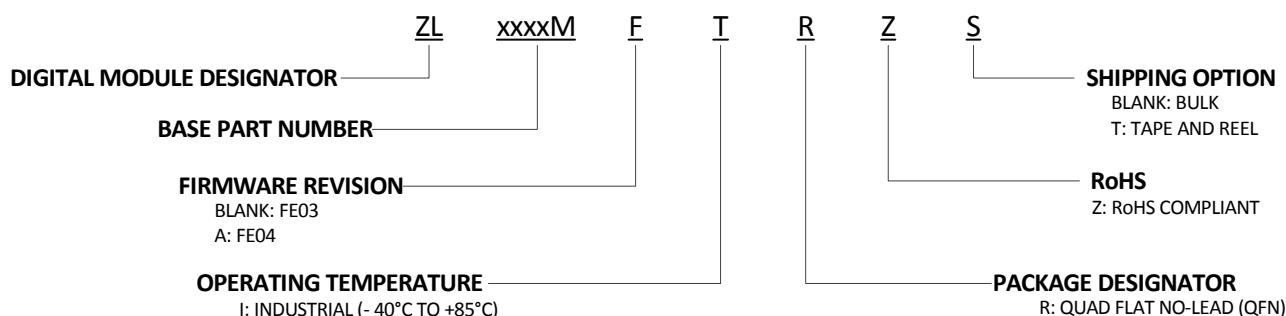 ZL xxxxM F T R Z S
DIGITAL MODULE DESIGNATOR
BASE PART NUMBER
FIRMWARE REVISION
BLANK: FE03
A: FE04
OPERATING TEMPERATURE
I: INDUSTRIAL (- 40°C TO +85°C)
SHIPPING OPTION
BLANK: BULK
T: TAPE AND REEL
RoHS
Z: RoHS COMPLIANT
PACKAGE DESIGNATOR
R: QUAD FLAT NO-LEAD (QFN)